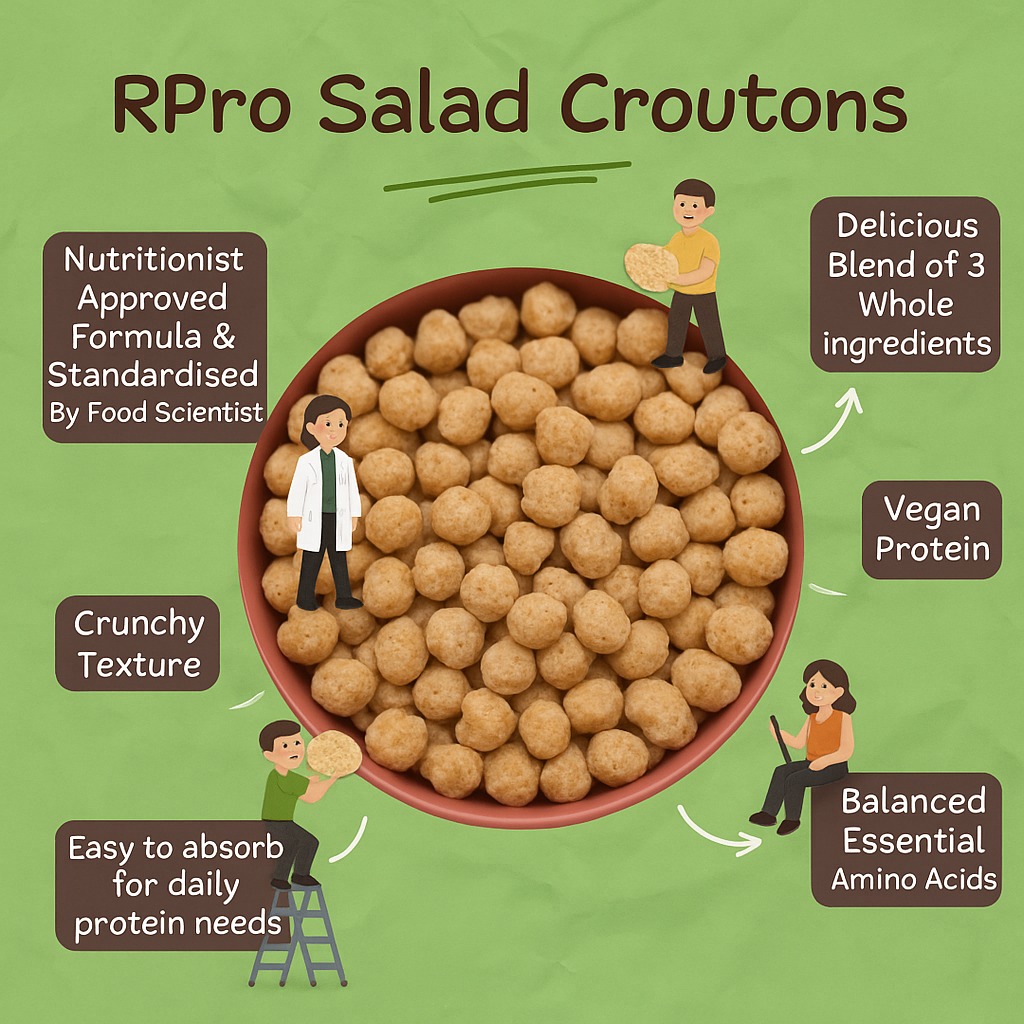 RPro Salad Croutons
Nutritionist
Approved
Formula &
Standardised
By Food Scientist
Delicious
Blend of 3
Whole
ingredients
Vegan
Protein
Crunchy
Texture
Balanced
Essential
Amino Acids
Easy to absorb
for daily
protein needs